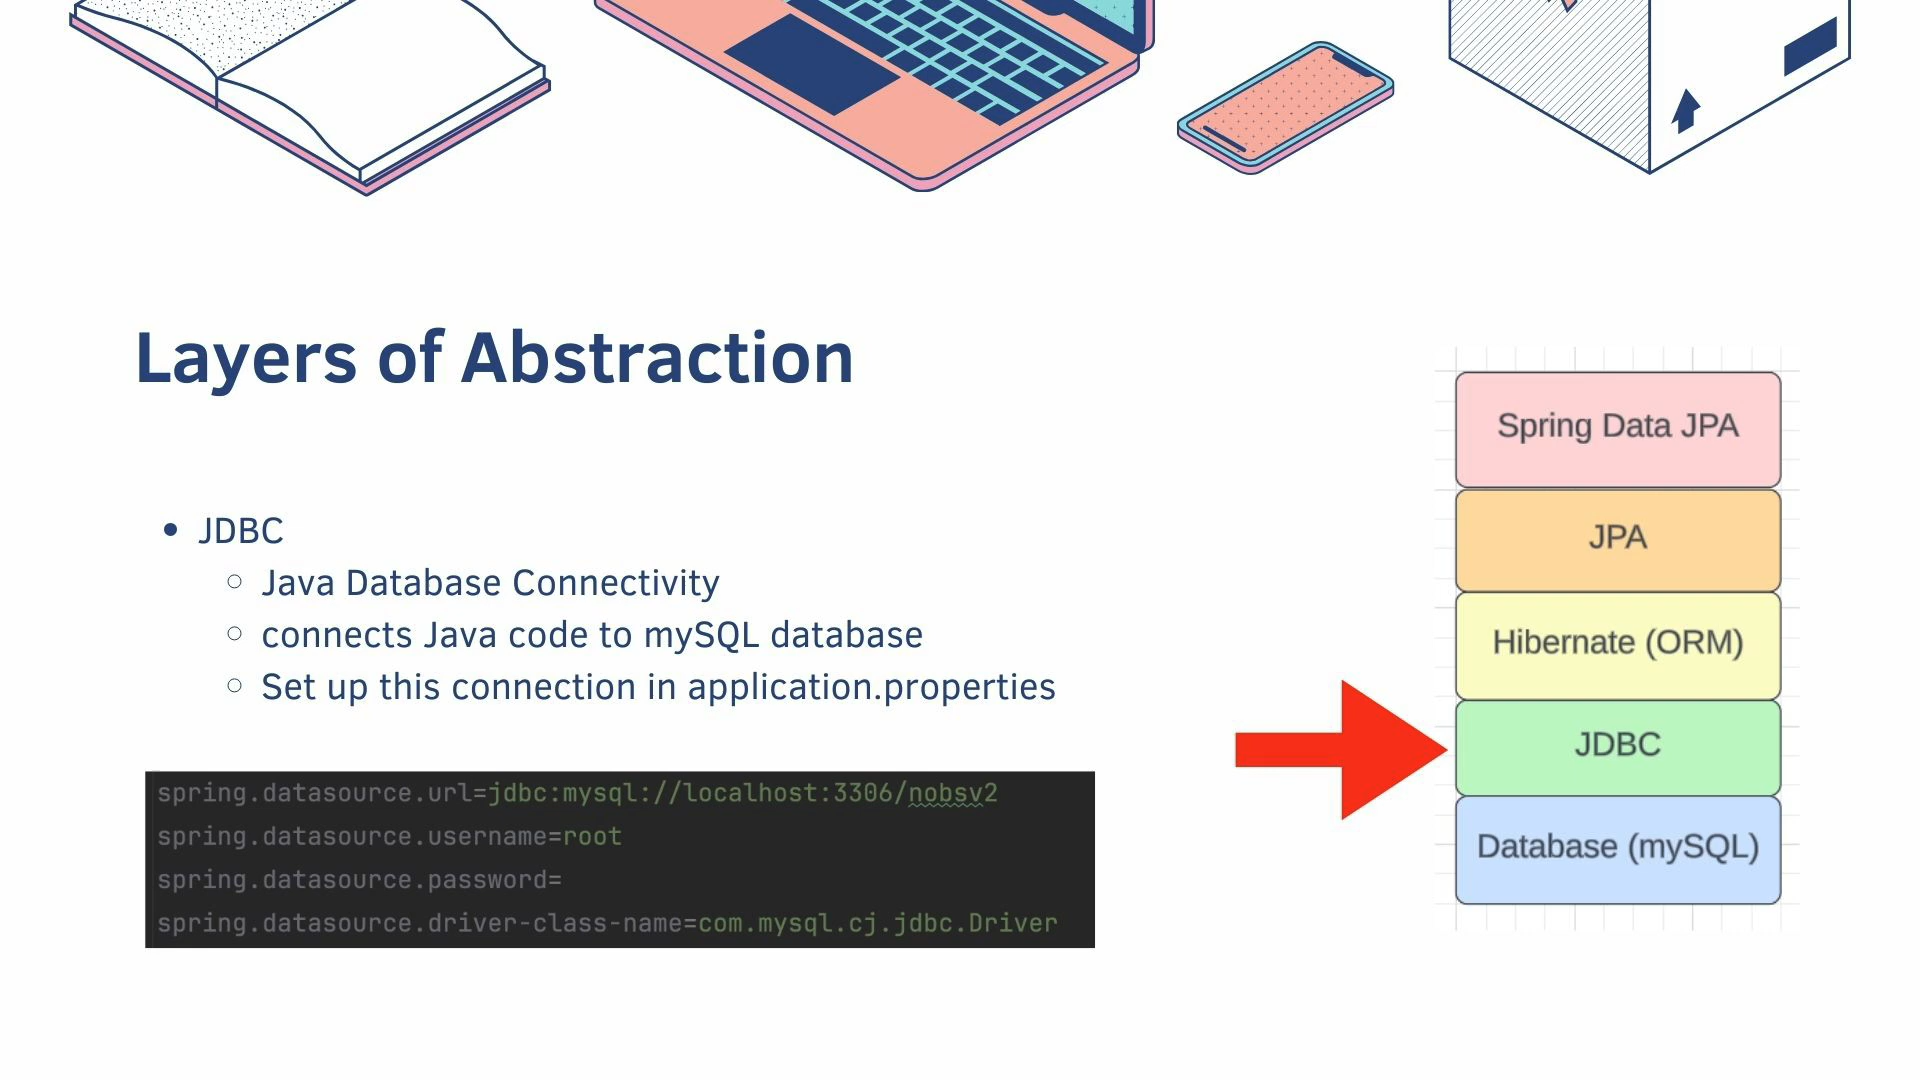 Layers of Abstraction
• JDBC
○ Java Database Connectivity
○ connects Java code to mySQL database
○ Set up this connection in application.properties
spring.datasource.url=jdbc:mysql://localhost:3306/nobsv2
spring.datasource.username=root
spring.datasource.password=
spring.datasource.driver-class-name=com.mysql.cj.jdbc.Driver
Spring Data JPA
JPA
Hibernate (ORM)
JDBC
Database (mySQL)